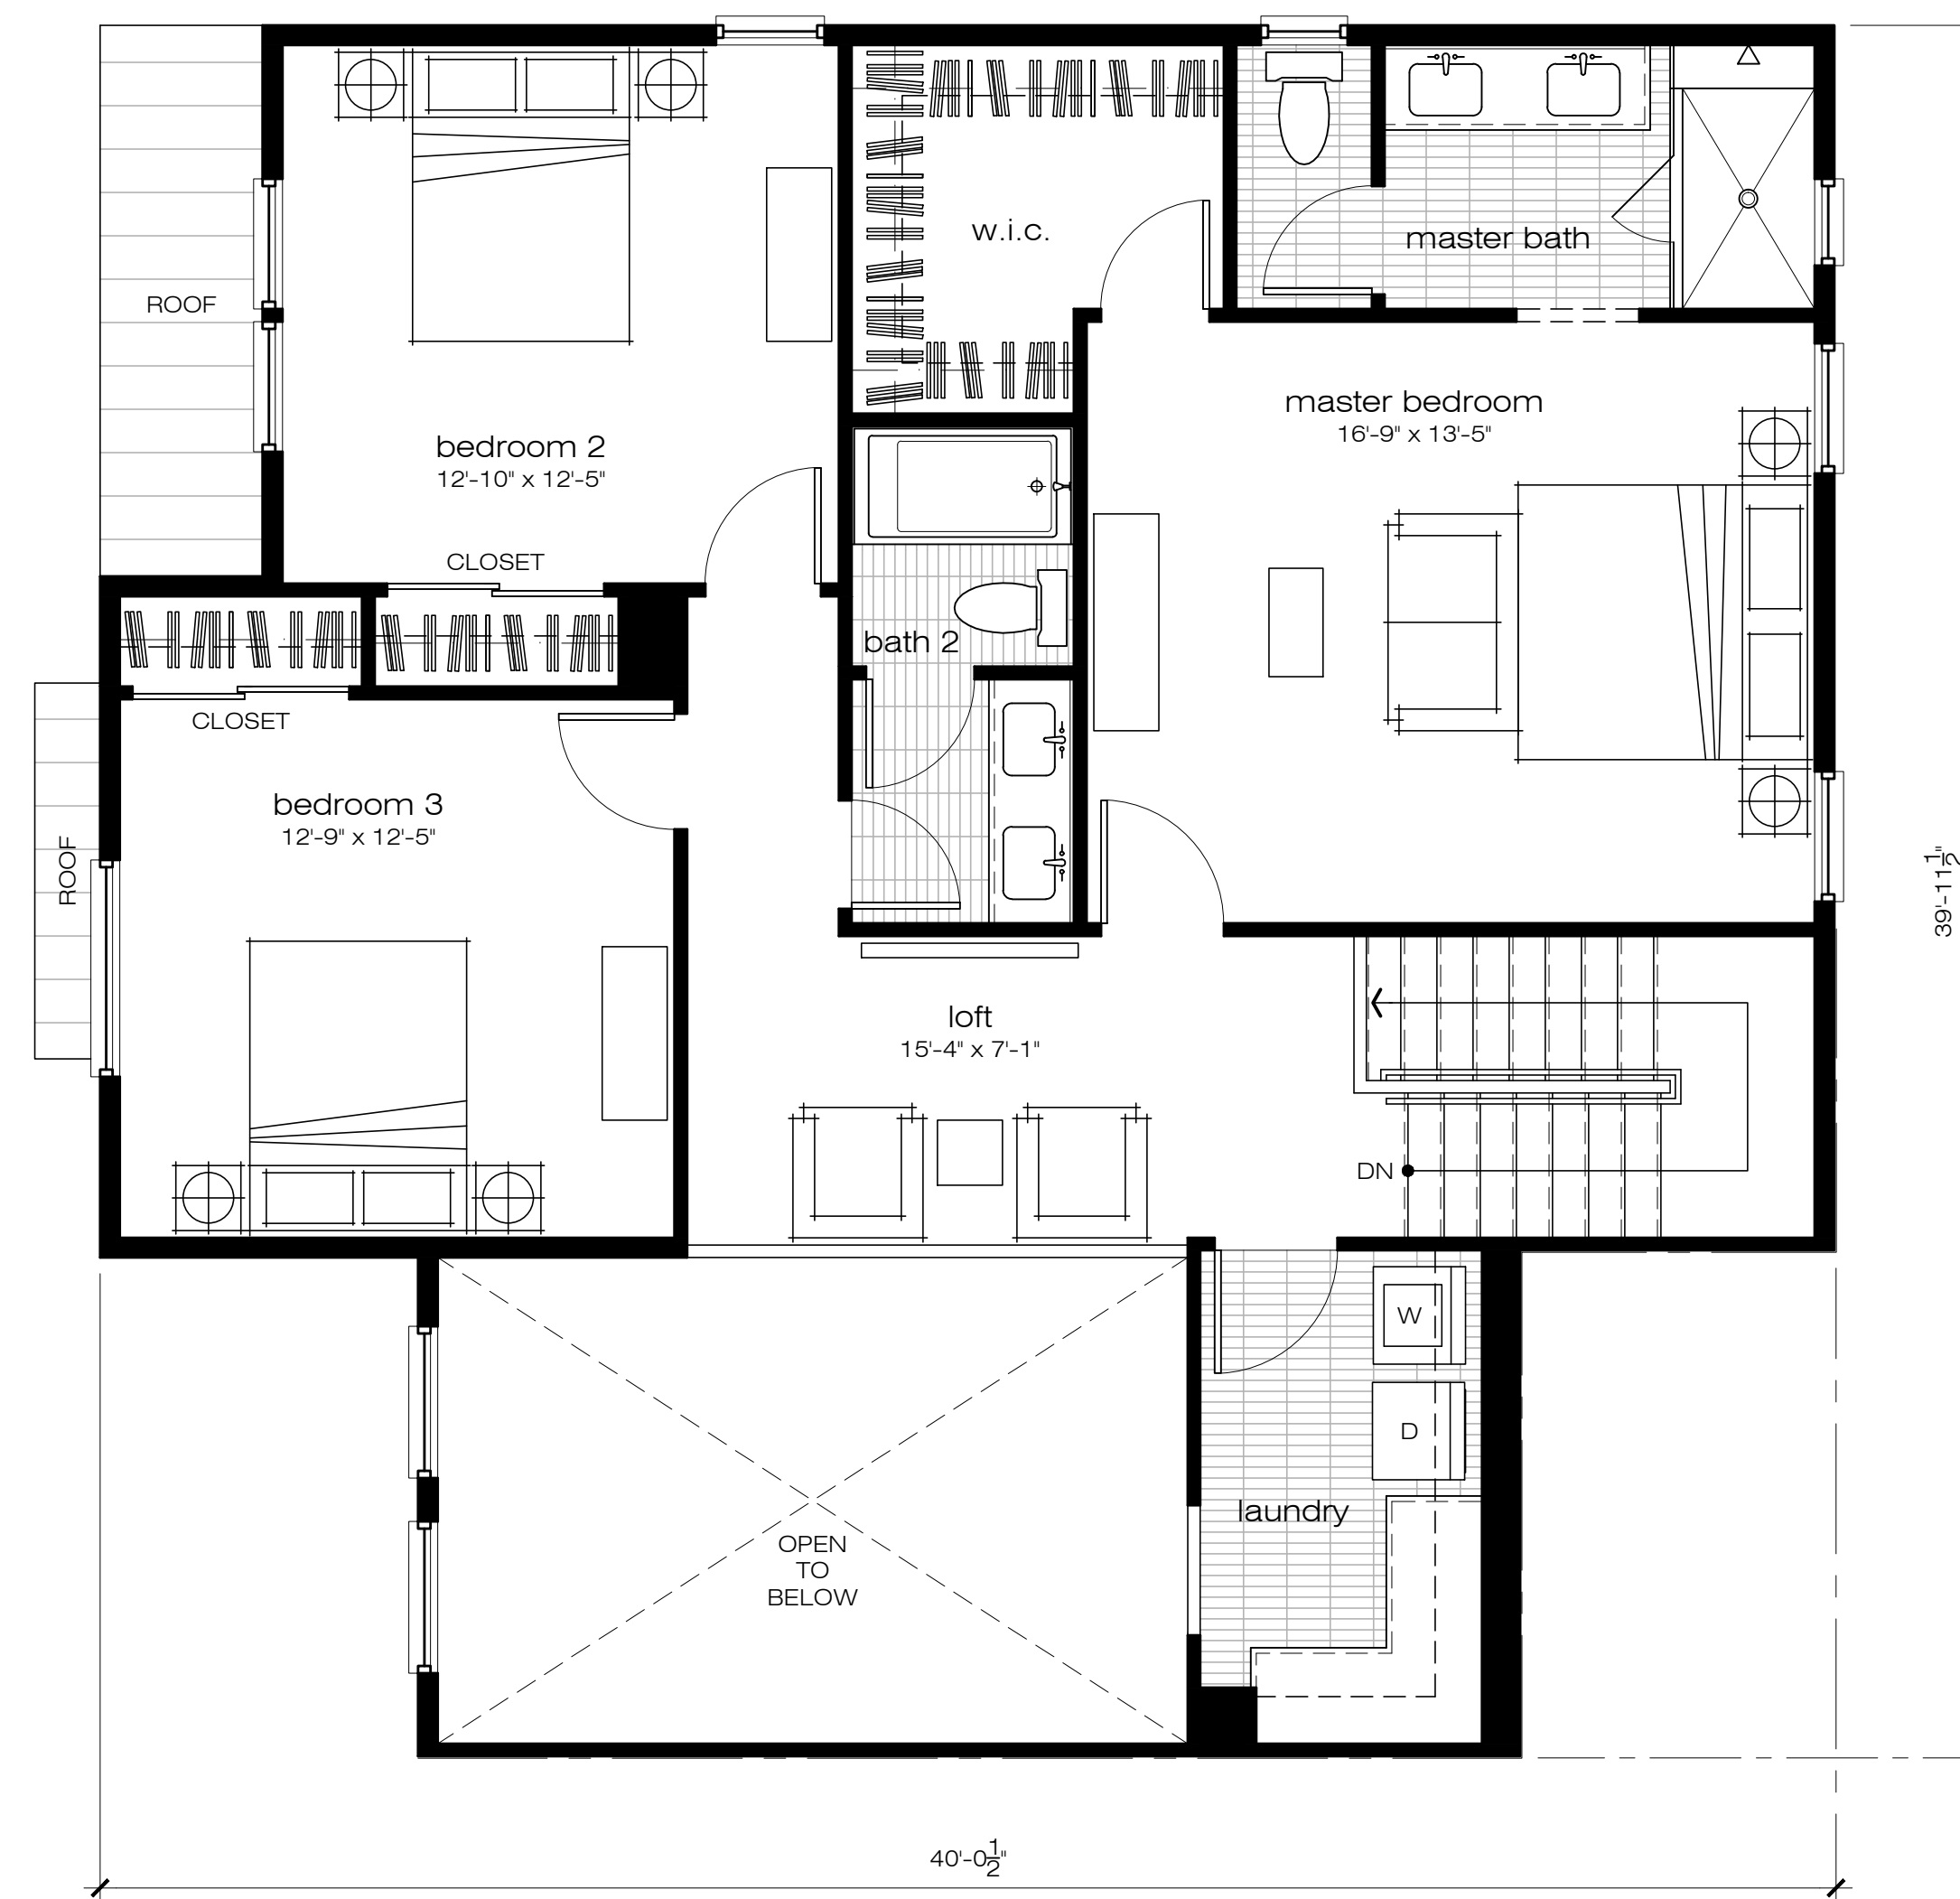 w.i.c.
master bath
ROOF
master bedroom
16'-9" x 13'-5"
bedroom 2
12'-10" x 12'-5"
CLOSET
bath 2
CLOSET
bedroom 3
12'-9" x 12'-5"
ROOF
39'-11 1/2"
loft
15'-4" x 7'-1"
DN
W
D
laundry
OPEN
TO
BELOW
40'-0 1/2"